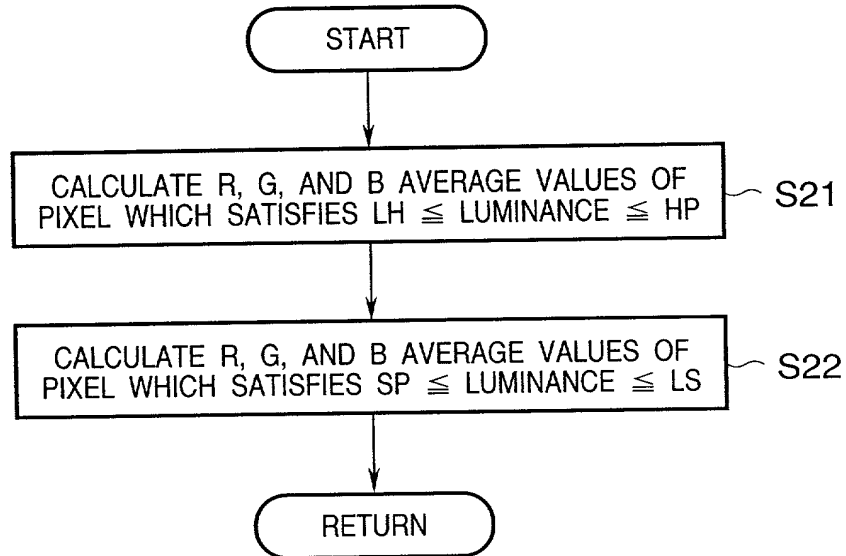 START
CALCULATE R, G, AND B AVERAGE VALUES OF
PIXEL WHICH SATISFIES LH ≦ LUMINANCE ≦ HP
S21
CALCULATE R, G, AND B AVERAGE VALUES OF
PIXEL WHICH SATISFIES SP ≦ LUMINANCE ≦ LS
S22
RETURN